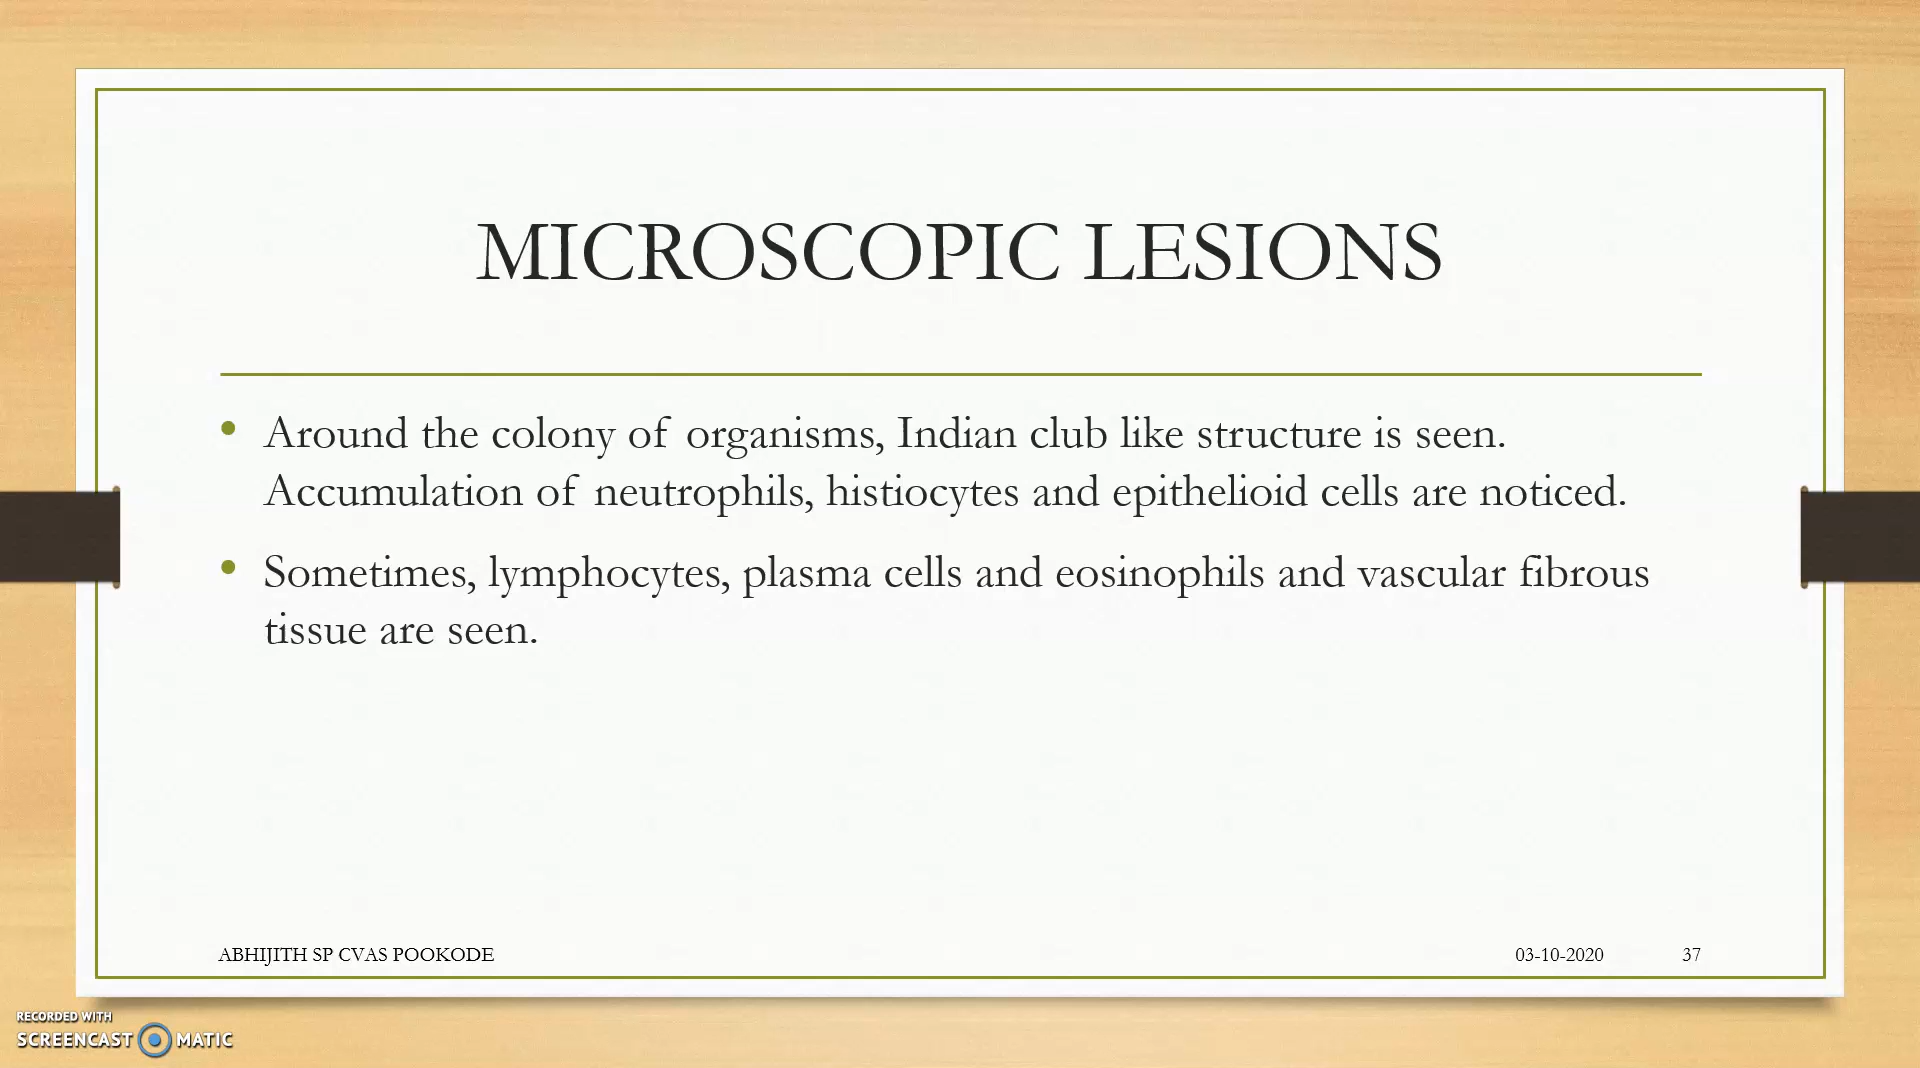 MICROSCOPIC LESIONS
• Around the colony of organisms, Indian club like structure is seen.
Accumulation of neutrophils, histiocytes and epithelioid cells are noticed.
• Sometimes, lymphocytes, plasma cells and eosinophils and vascular fibrous
tissue are seen.
ABHIJITH SP CVAS POOKODE 03-10-2020 37
RECORDED WITH
SCREENCAST MATIC